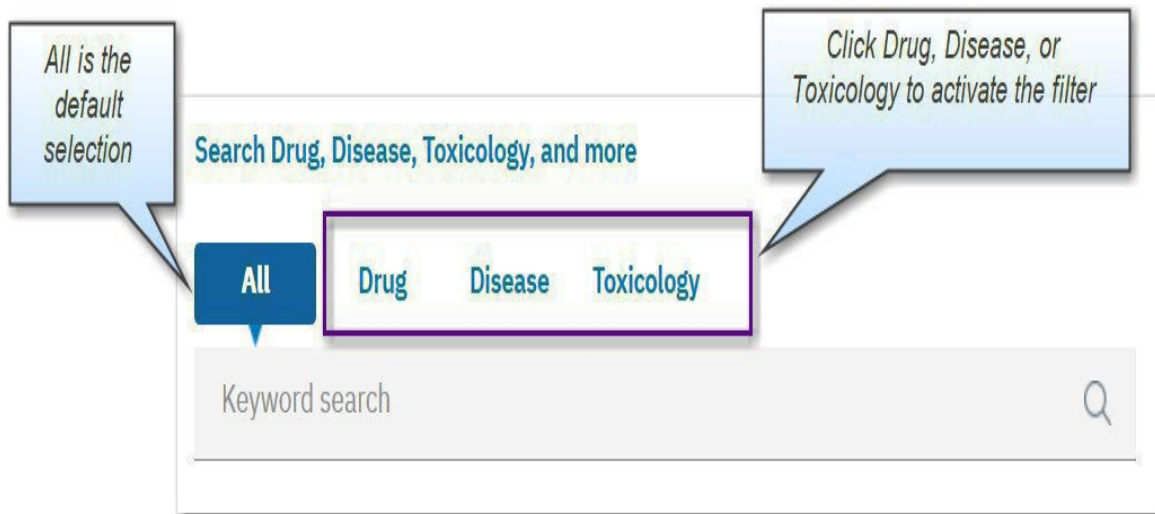 All is the
default
selection
Click Drug, Disease, or
Toxicology to activate the filter
Search Drug, Disease, Toxicology, and more
All Drug Disease Toxicology
Keyword search